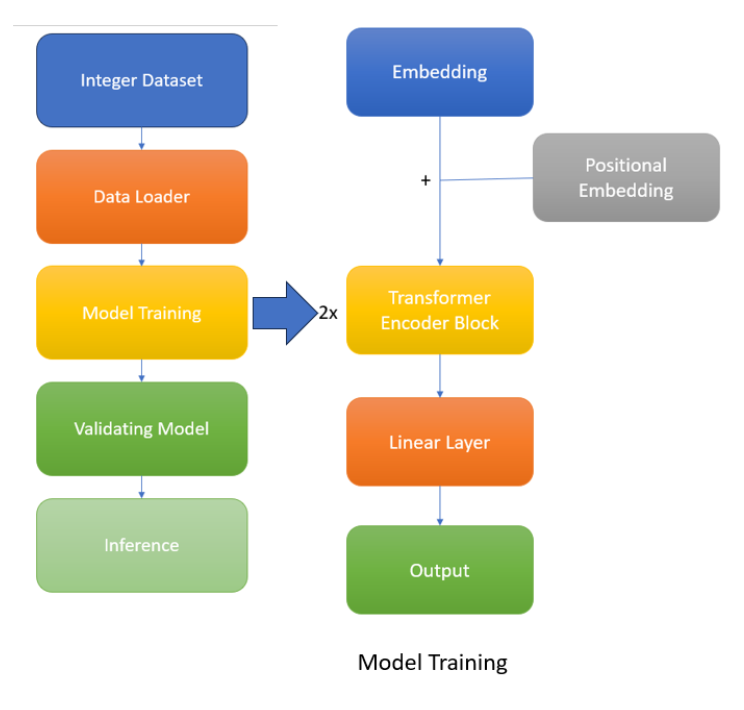 Integer Dataset
Data Loader
Model Training
Validating Model
Inference
Embedding
+
Positional
Embedding
2x
Transformer
Encoder Block
Linear Layer
Output
Model Training